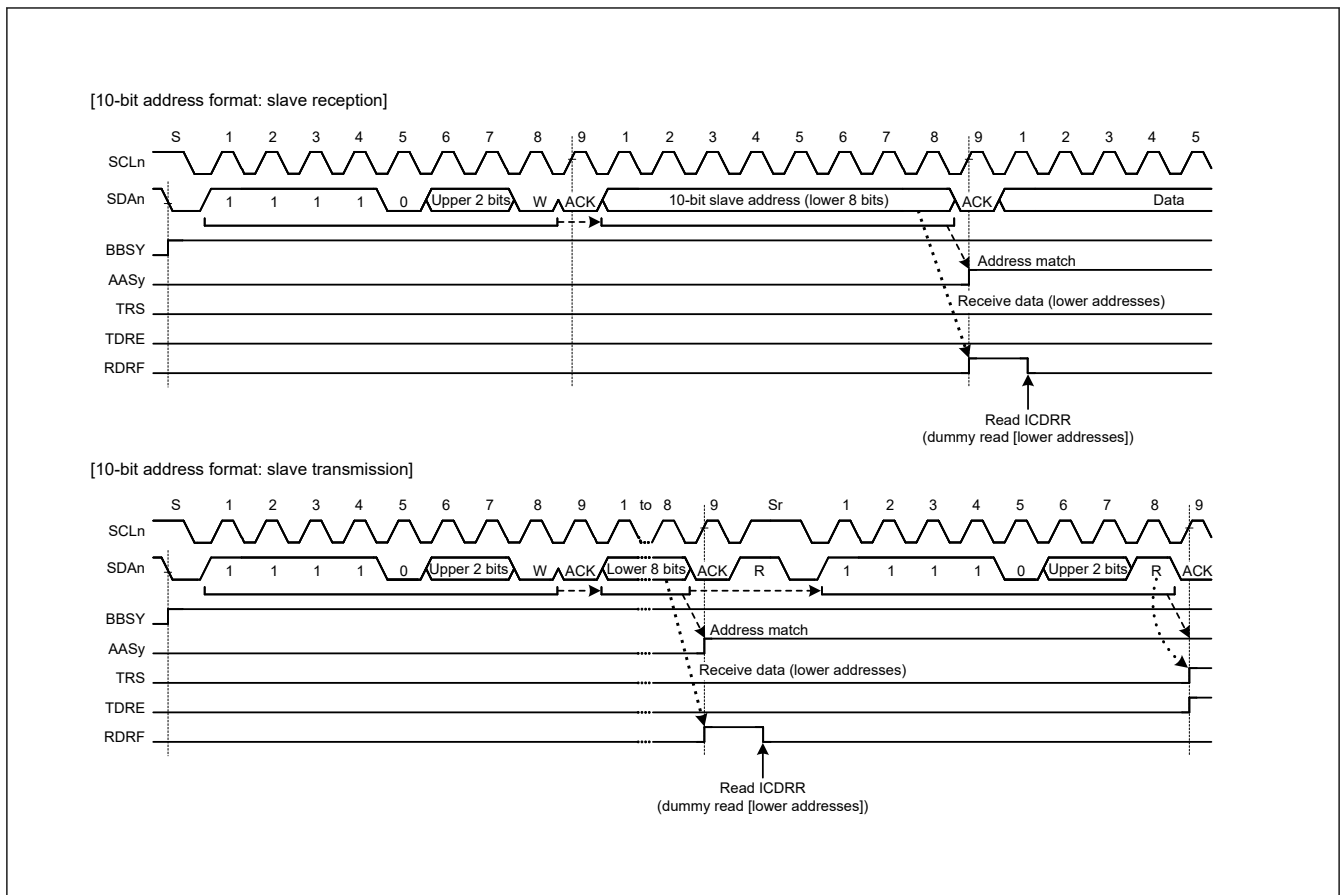 [10-bit address format: slave reception]
S 1 2 3 4 5 6 7 8 9 1 2 3 4 5 6 7 8 9 1 2 3 4 5
SCLn
SDAn 1 1 1 1 0 Upper 2 bits W ACK 10-bit slave address (lower 8 bits) ACK Data
BBSY
Address match
AASy
Receive data (lower addresses)
TRS
TDRE
RDRF
Read ICDRR
(dummy read [lower addresses])
[10-bit address format: slave transmission]
S 1 2 3 4 5 6 7 8 9 1 to 8 9 Sr 1 2 3 4 5 6 7 8 9
SCLn
SDAn 1 1 1 1 0 Upper 2 bits W ACK Lower 8 bits ACK R 1 1 1 1 0 Upper 2 bits R ACK
BBSY
Address match
AASy
Receive data (lower addresses)
TRS
TDRE
RDRF
Read ICDRR
(dummy read [lower addresses])